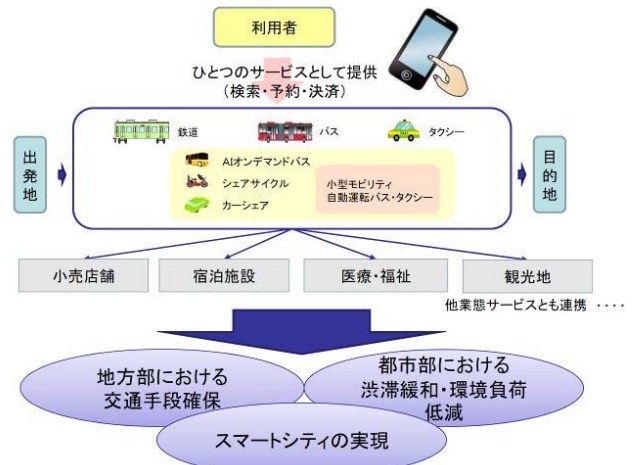 利用者
ひとつのサービスとして提供
（検索・予約・決済）
出発地
鉄道
バス
タクシー
AIオンデマンドバス
シェアサイクル
カーシェア
小型モビリティ
自動運転バス・タクシー
目的地
小売店舗
宿泊施設
医療・福祉
観光地
他業態サービスとも連携 ････
地方部における
交通手段確保
都市部における
渋滞緩和・環境負荷
低減
スマートシティの実現